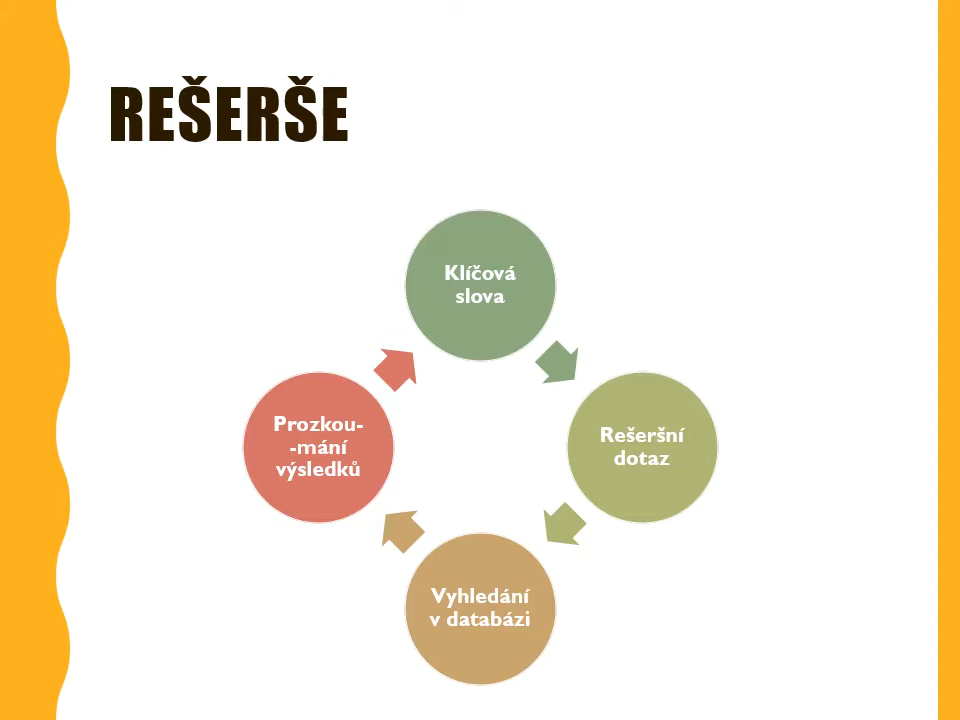 REŠERŠE
Klíčová
slova
Rešeršní
dotaz
Vyhledání
v databázi
Prozkou-
-mání
výsledků